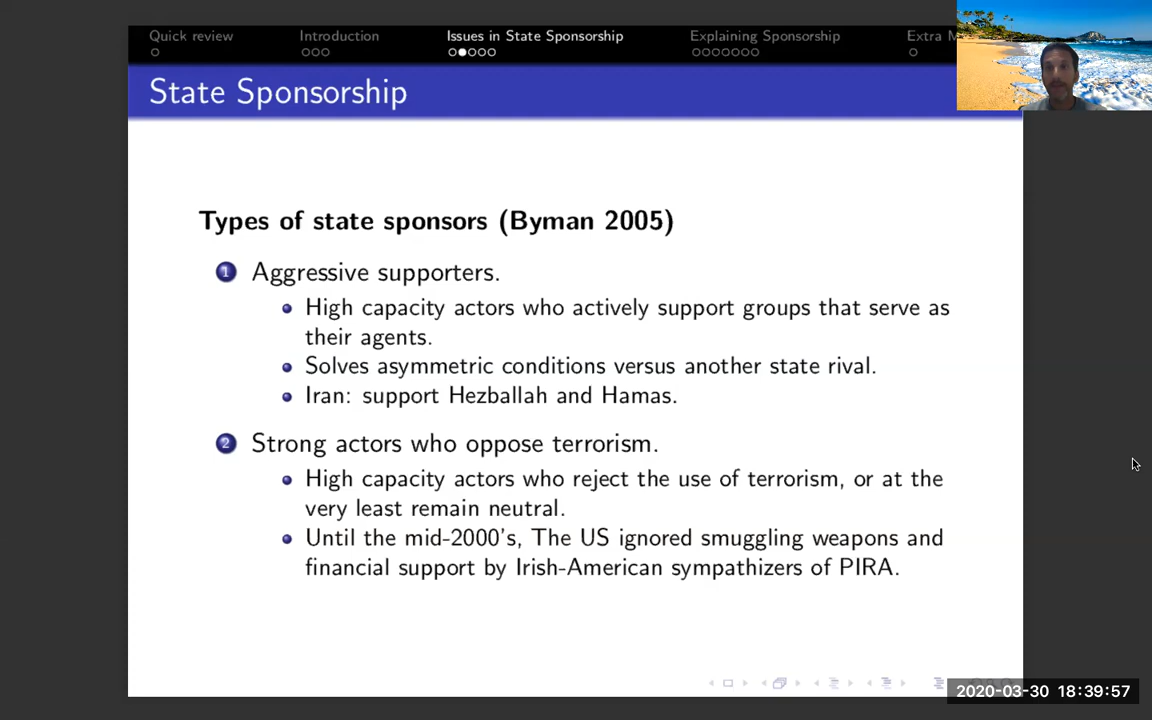 Quick review
Introduction
Issues in State Sponsorship
Explaining Sponsorship
Extra M
State Sponsorship
Types of state sponsors (Byman 2005)
1 Aggressive supporters.
High capacity actors who actively support groups that serve as
their agents.
Solves asymmetric conditions versus another state rival.
Iran: support Hezballah and Hamas.
2 Strong actors who oppose terrorism.
High capacity actors who reject the use of terrorism, or at the
very least remain neutral.
Until the mid-2000's, The US ignored smuggling weapons and
financial support by Irish-American sympathizers of PIRA.
2020-03-30 18:39:57